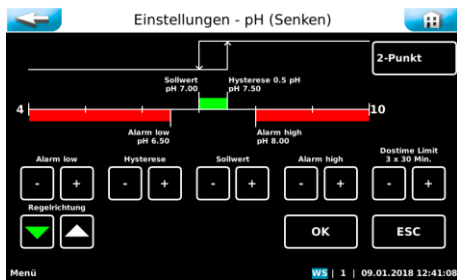 Einstellungen - pH (Senken)
2-Punkt
Sollwert
pH 7.00
Hysterese 0.5 pH
pH 7.50
4
10
Alarm low
pH 6.50
Alarm high
pH 8.00
Alarm low
Hysterese
Sollwert
Alarm high
Dostime Limit
3 x 30 Min.
- + - + - + - + - +
Regelrichtung
OK
ESC
Menü
WS | 1 | 09.01.2018 12:41:08